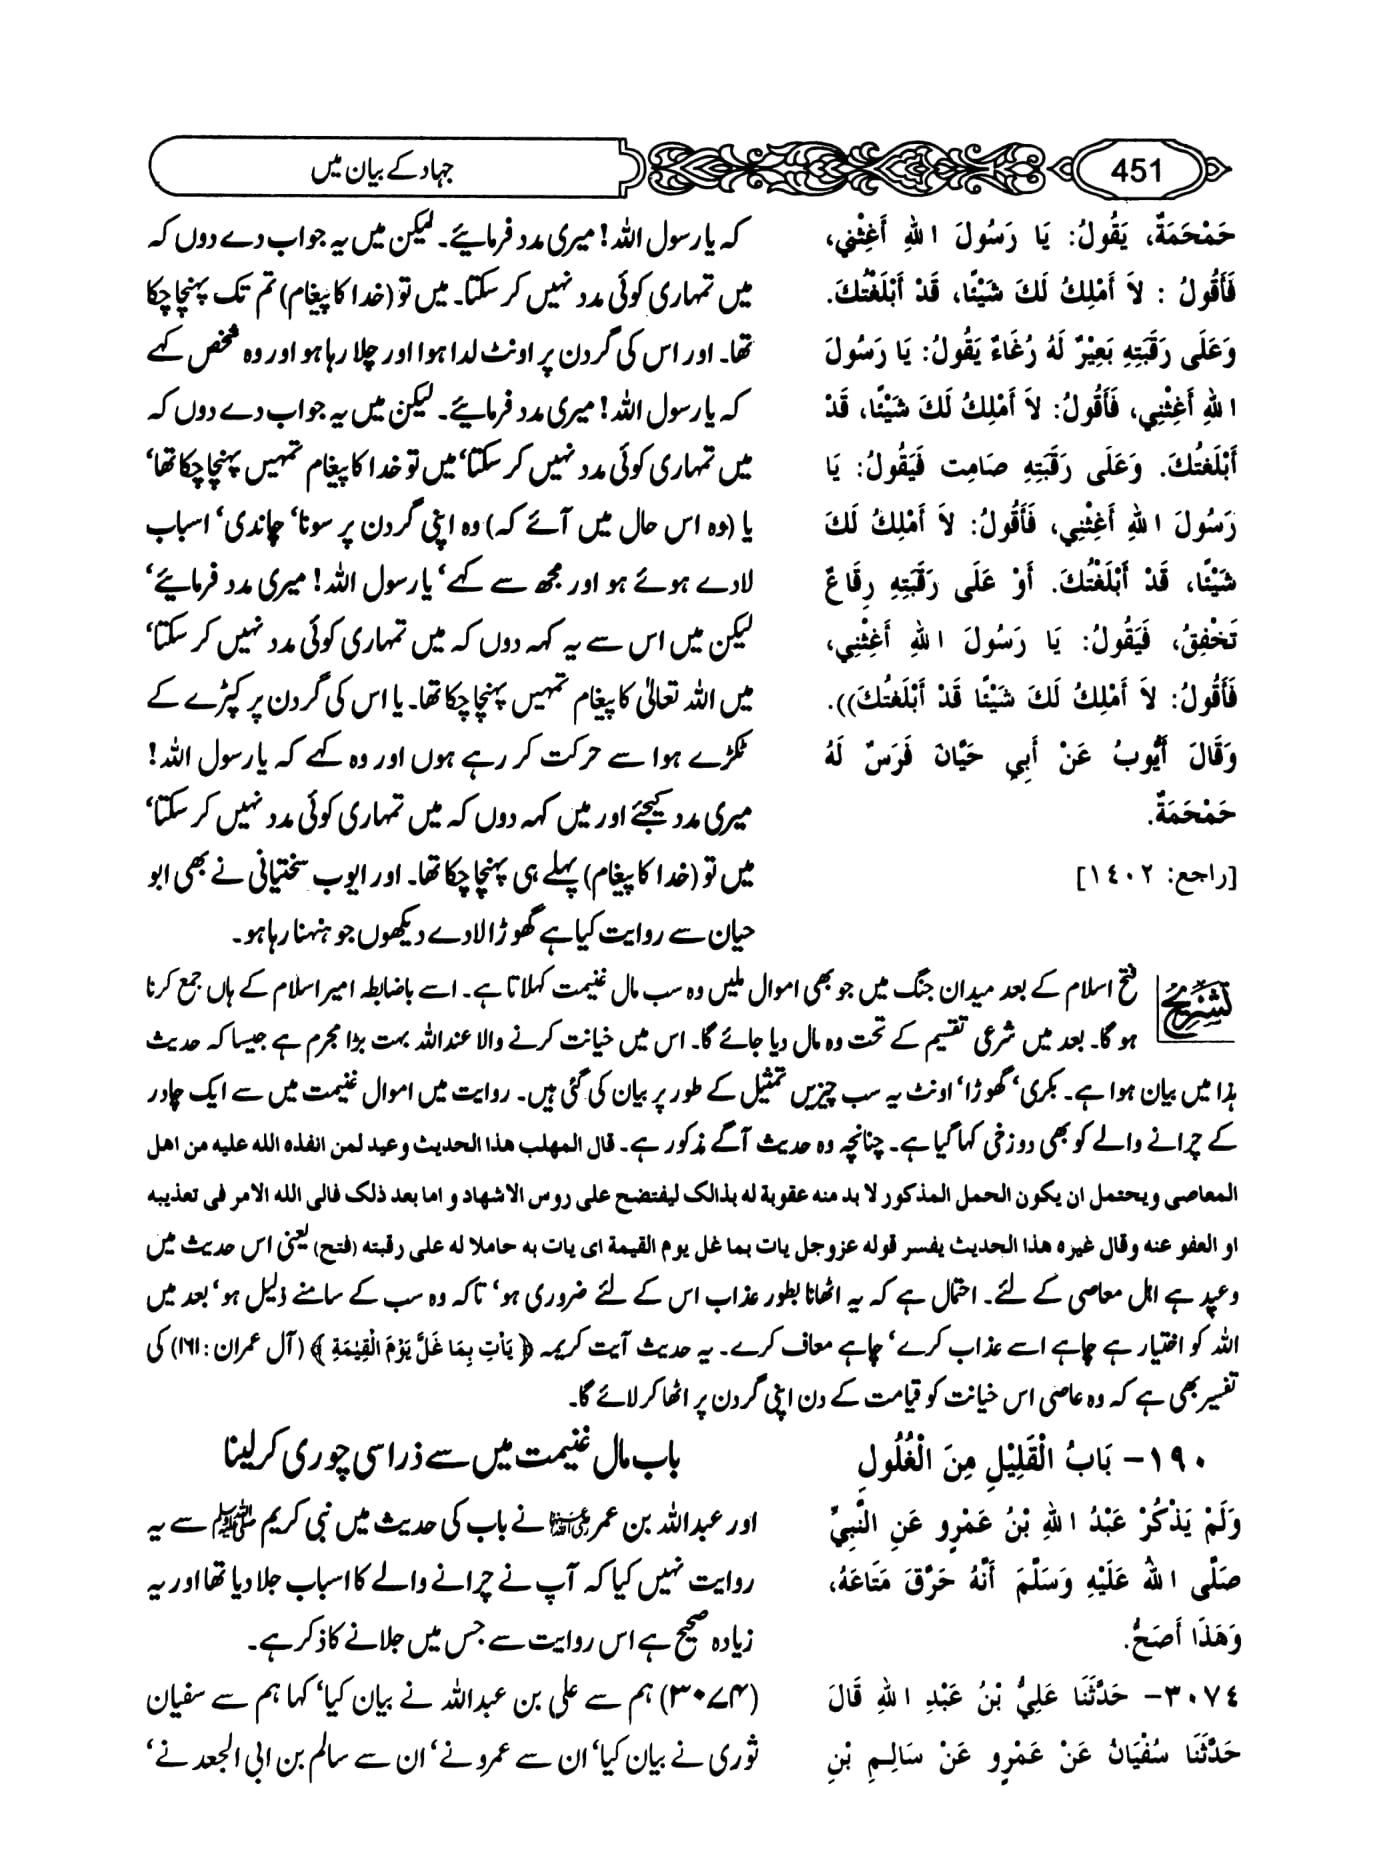 451
جہاد کے بیان میں
حَمْحَمَةٌ، يَقُولُ: يَا رَسُولَ اللهِ أَغِثْنِي،
فَأَقُولُ : لاَ أَمْلِكُ لَكَ شَيْئًا، قَدْ أَبْلَغْتُكَ.
وَعَلَى رَقَبَتِهِ بَعِيْرٌ لَهُ رُغَاءٌ يَقُولُ: يَا رَسُولَ
اللهِ أَغِثْنِي، فَأَقُولُ: لاَ أَمْلِكُ لَكَ شَيْئًا، قَدْ
أَبْلَغْتُكَ. وَعَلَى رَقَبَتِهِ صَامِت فَيَقُولُ: يَا
رَسُولَ اللهِ أَغِثْنِي، فَأَقُولُ: لاَ أَمْلِكُ لَكَ
شَيْئًا، قَدْ أَبْلَغْتُكَ. أَوْ عَلَى رَقَبَتِهِ رِقَاعٌ
تَخْفِقُ، فَيَقُولُ: يَا رَسُولَ اللهِ أَغِثْنِي،
فَأَقُولُ: لاَ أَمْلِكُ لَكَ شَيْئًا قَدْ أَبْلَغْتُكَ)).
وَقَالَ أَيُّوبُ عَنْ أَبِي حَيَّانَ فَرَسٌ لَهُ
حَمْحَمَةٌ.
[راجع: ١٤٠٢]
کہ یا رسول اللہ! میری مدد فرمائیے۔ لیکن میں یہ جواب دے دوں کہ
میں تمہاری کوئی مدد نہیں کر سکتا۔ میں تو (خدا کا پیغام) تم تک پہنچا چکا
تھا۔ اور اس کی گردن پر اونٹ لدا ہوا اور چلا رہا ہو اور وہ شخص کہے
کہ یا رسول اللہ! میری مدد فرمائیے۔ لیکن میں یہ جواب دے دوں کہ
میں تمہاری کوئی مدد نہیں کر سکتا‘ میں تو خدا کا پیغام تمہیں پہنچا چکا تھا‘
یا (وہ اس حال میں آئے کہ) وہ اپنی گردن پر سونا‘ چاندی‘ اسباب
لادے ہوئے ہو اور مجھ سے کہے‘ یا رسول اللہ! میری مدد فرمائیے‘
لیکن میں اس سے یہ کہہ دوں کہ میں تمہاری کوئی مدد نہیں کر سکتا‘
میں اللہ تعالیٰ کا پیغام تمہیں پہنچا چکا تھا۔ یا اس کی گردن پر کپڑے کے
ٹکڑے ہوا سے حرکت کر رہے ہوں اور وہ کہے کہ یا رسول اللہ!
میری مدد کیجئے اور میں کہہ دوں کہ میں تمہاری کوئی مدد نہیں کر سکتا‘
میں تو (خدا کا پیغام) پہلے ہی پہنچا چکا تھا۔ اور ایوب سختیانی نے بھی ابو
حیان سے روایت کیا ہے گھوڑا لادے دیکھوں جو ہنہنا رہا ہو۔
تشریح
فتح اسلام کے بعد میدان جنگ میں جو بھی اموال ملیں وہ سب مال غنیمت کہلاتا ہے۔ اسے باضابطہ امیر اسلام کے ہاں جمع کرنا
ہو گا۔ بعد میں شرعی تقسیم کے تحت وہ مال دیا جائے گا۔ اس میں خیانت کرنے والا عند اللہ بہت بڑا مجرم ہے جیسا کہ حدیث
ہذا میں بیان ہوا ہے۔ بکری‘ گھوڑا‘ اونٹ یہ سب چیزیں تمثیل کے طور پر بیان کی گئی ہیں۔ روایت میں اموال غنیمت میں سے ایک چادر
کے چرانے والے کو بھی دوزخی کہا گیا ہے۔ چنانچہ وہ حدیث آگے مذکور ہے۔ قال المهلب هذا الحديث وعيد لمن انفذه الله عليه من اهل
المعاصى ويحتمل ان يكون الحمل المذكور لا بد منه عقوبة له بذالك ليفتضح على روس الاشهاد و اما بعد ذلك فالى الله الامر فى تعذيبه
او العفو عنه وقال غيره هذا الحديث يفسر قوله عزوجل يات بما غل يوم القيمة اى يات به حاملا له على رقبته (فتح) یعنی اس حدیث میں
وعید ہے اہل معاصی کے لئے۔ احتمال ہے کہ یہ اٹھانا بطور عذاب اس کے لئے ضروری ہو‘ تاکہ وہ سب کے سامنے ذلیل ہو‘ بعد میں
اللہ کو اختیار ہے چاہے اسے عذاب کرے‘ چاہے معاف کرے۔ یہ حدیث آیت کریمہ ﴿ يَاْتِ بِمَا غَلَّ يَوْمَ الْقِيٰمَةِ ﴾ (آل عمران : ۱۶۱) کی
تفسیر بھی ہے کہ وہ عاصی اس خیانت کو قیامت کے دن اپنی گردن پر اٹھا کر لائے گا۔
١٩٠ – بَابُ الْقَلِيْلِ مِنَ الْغُلُولِ
وَلَمْ يَذْكُرْ عَبْدُ اللهِ بْنُ عَمْرٍو عَنِ النَّبِيِّ
صَلَّى اللهُ عَلَيْهِ وَسَلَّمَ أَنَّهُ حَرَّقَ مَتَاعَهُ،
وَهَذَا أَصَحُّ.
٣٠٧٤ – حَدَّثَنَا عَلِيُّ بْنُ عَبْدِ اللهِ قَالَ
حَدَّثَنَا سُفْيَانُ عَنْ عَمْرٍو عَنْ سَالِمِ بْنِ
باب مال غنیمت میں سے ذرا سی چوری کر لینا
اور عبداللہ بن عمرو رضی اللہ عنہما نے باب کی حدیث میں نبی کریم ﷺ سے یہ
روایت نہیں کیا کہ آپ نے چرانے والے کا اسباب جلا دیا تھا اور یہ
زیادہ صحیح ہے اس روایت سے جس میں جلانے کا ذکر ہے۔
(۳۰۷۴) ہم سے علی بن عبداللہ نے بیان کیا‘ کہا ہم سے سفیان
ثوری نے بیان کیا‘ ان سے عمرو نے‘ ان سے سالم بن ابی الجعد نے‘